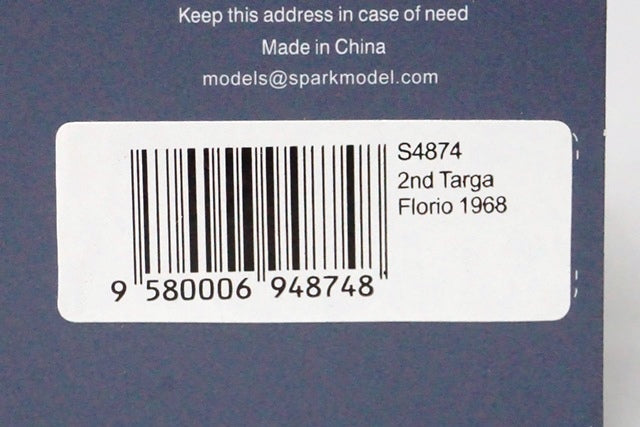 Keep this address in case of need
Made in China
models@sparkmodel.com
S4874
2nd Targa
Florio 1968
9 580006 948748